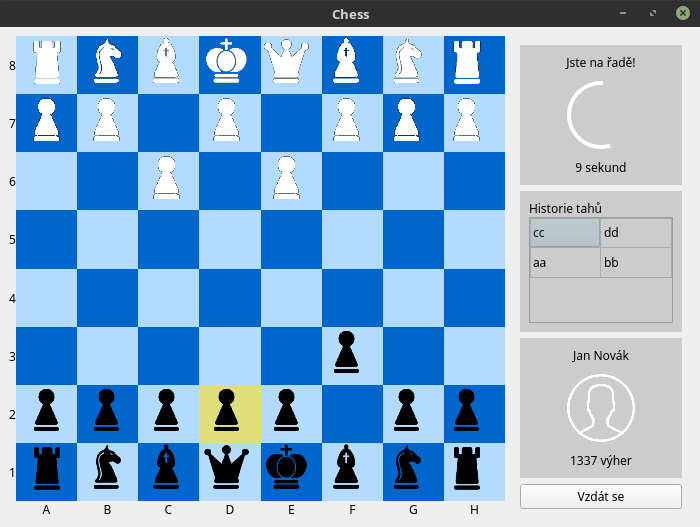 Chess
8
7
6
5
4
3
2
1
A B C D E F G H
Jste na řadě!
9 sekund
Historie tahů
cc dd
aa bb
Jan Novák
1337 výher
Vzdát se